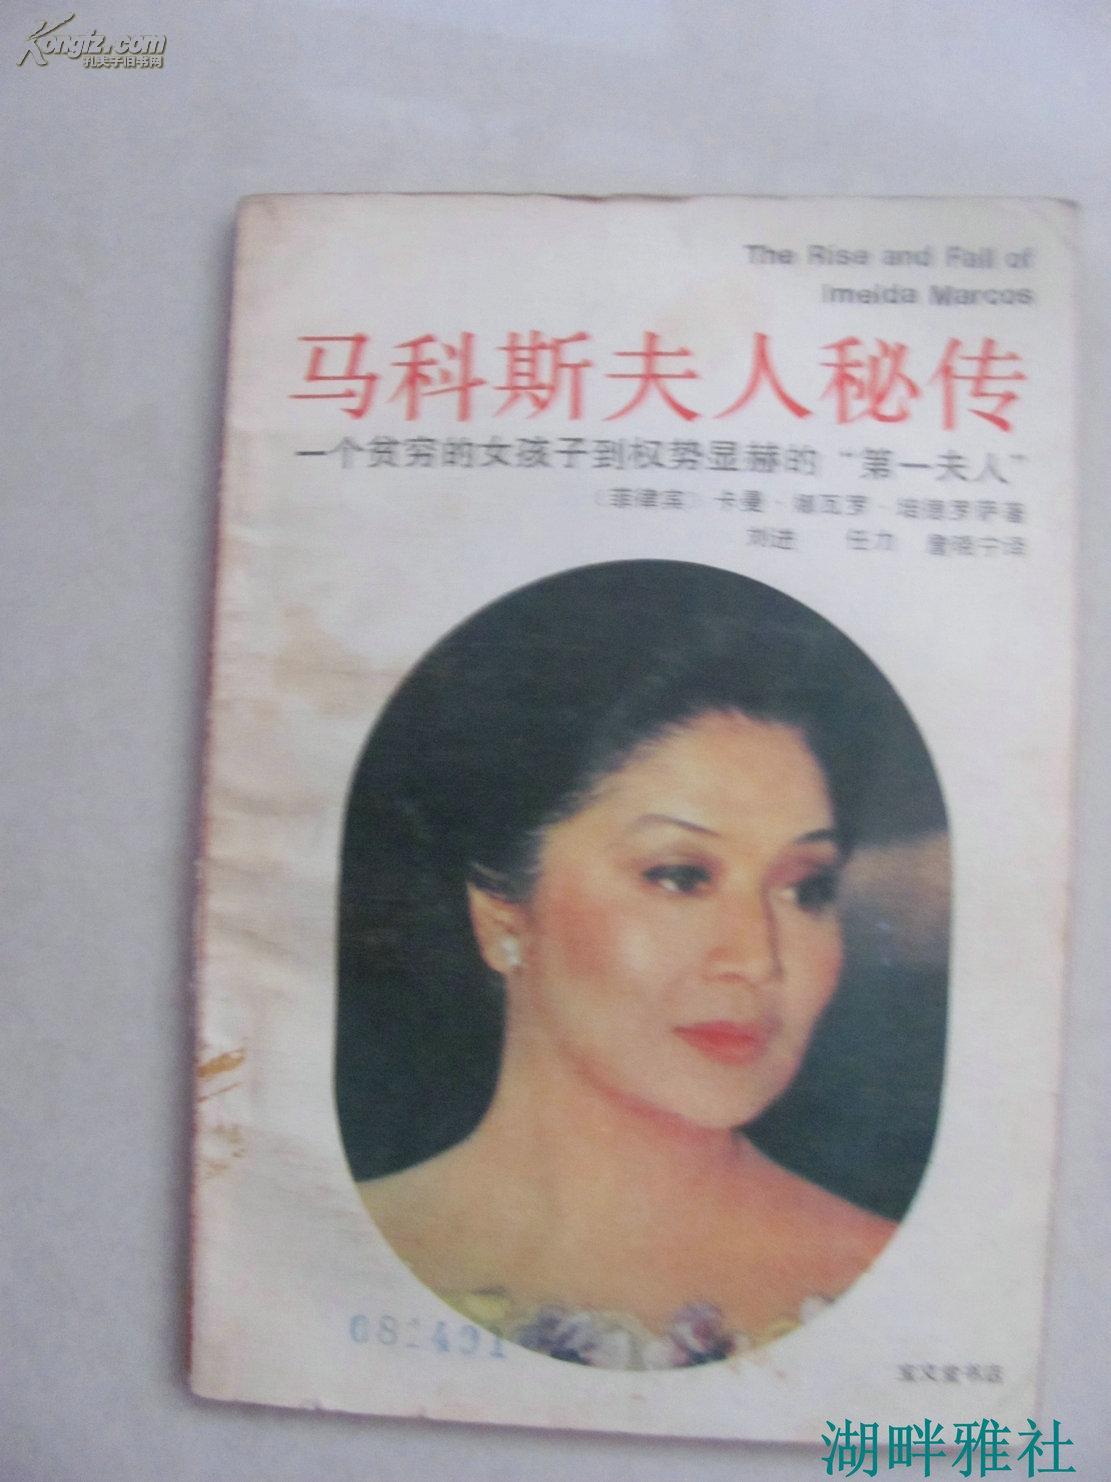 Kongfz.com
孔夫子旧书网
The Rise and Fall of
Imelda Marcos
马科斯夫人秘传
一个贫穷的女孩子到权势显赫的“第一夫人”
（菲律宾）卡曼·娜瓦罗·培德罗萨著
刘进 任力 詹晓宁译
681491
宝文堂书店
湖畔雅社